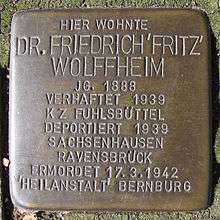 HIER WOHNTE
DR. FRIEDRICH 'FRITZ'
WOLFFHEIM
JG. 1888
VERHAFTET 1939
KZ FUHLSBÜTTEL
DEPORTIERT 1939
SACHSENHAUSEN
RAVENSBRÜCK
ERMORDET 17.3.1942
'HEILANSTALT' BERNBURG